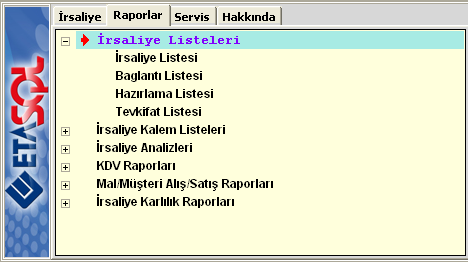 İrsaliye Raporlar Servis Hakkında
İrsaliye Listeleri
İrsaliye Listesi
Baglantı Listesi
Hazırlama Listesi
Tevkifat Listesi
İrsaliye Kalem Listeleri
İrsaliye Analizleri
KDV Raporları
Mal/Müşteri Alış/Satış Raporları
İrsaliye Karlılık Raporları
ETASQL